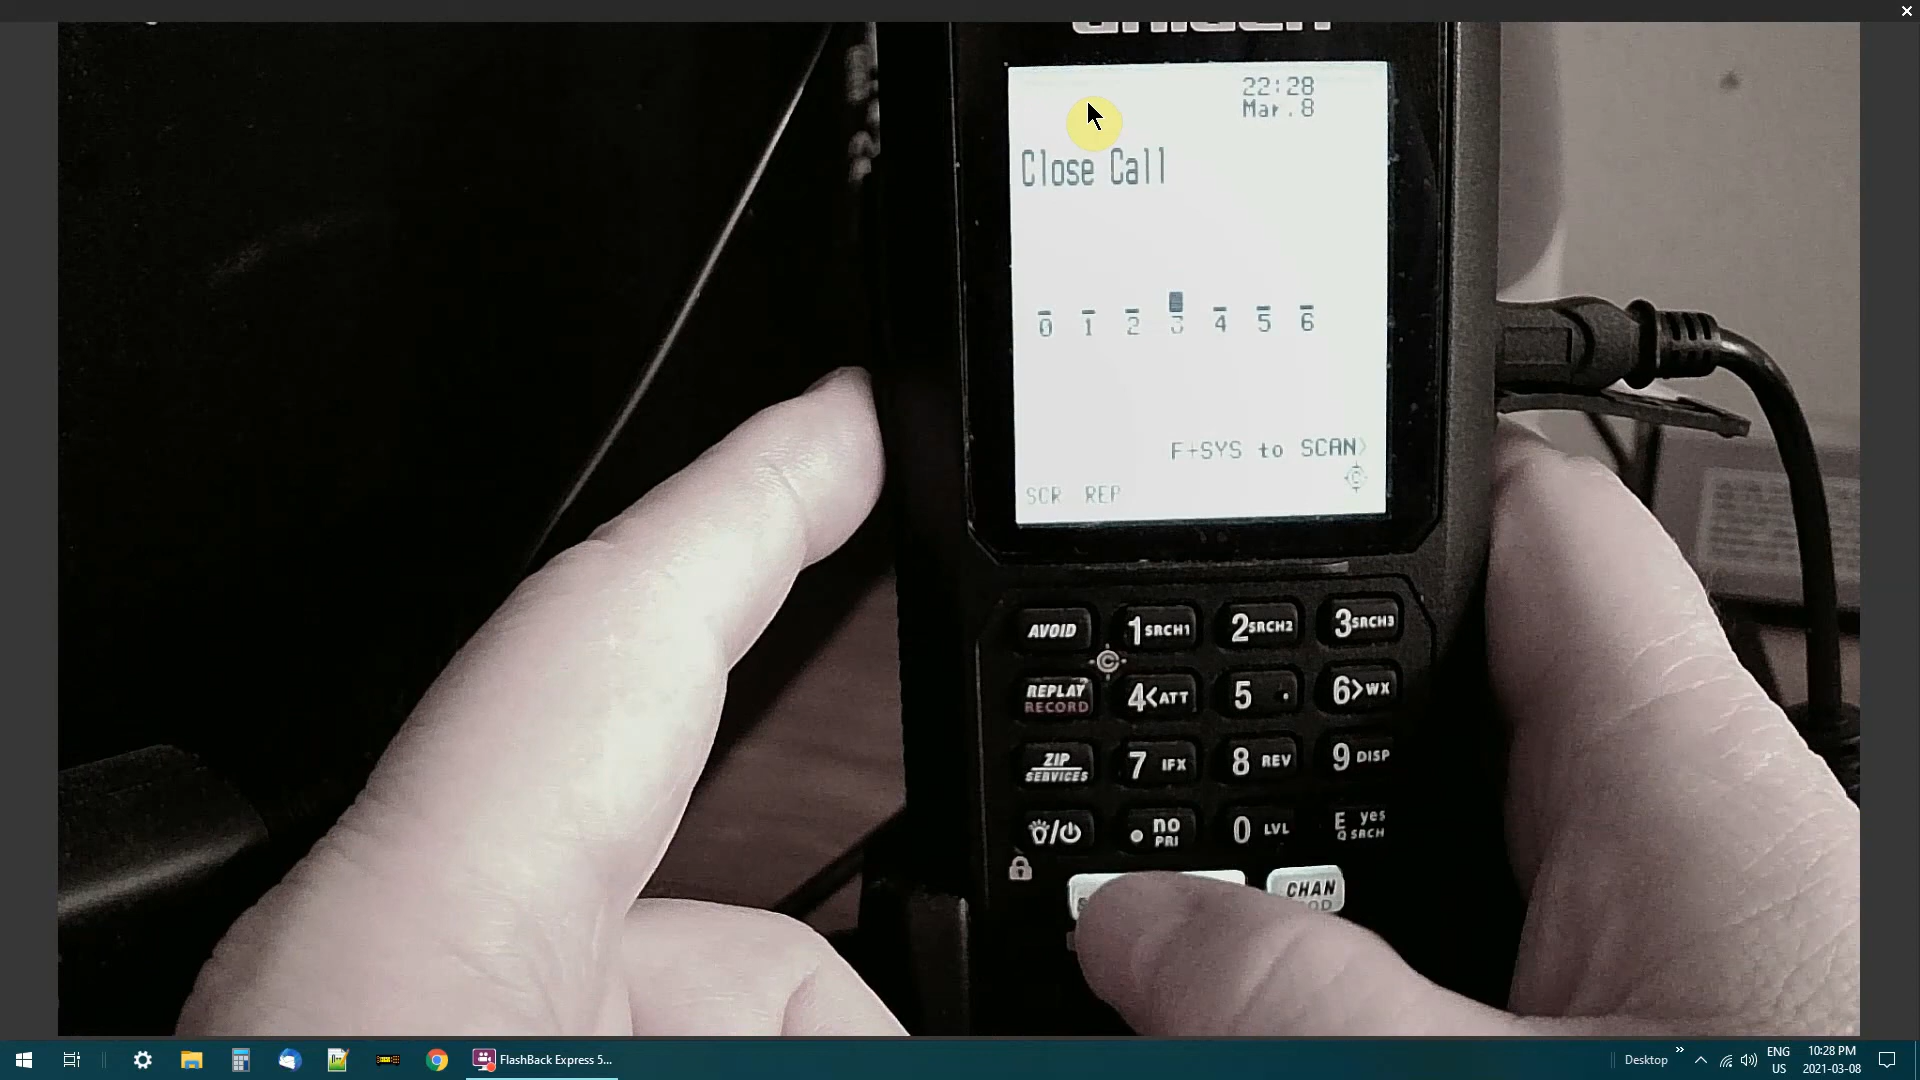 22:28
Mar.8
Close Call
0 1 2 3 4 5 6
F+SYS to SCAN
SCR REP
AVOID
1 SRCH1
2 SRCH2
3 SRCH3
REPLAY
RECORD
4 < ATT
5 .
6 > WX
ZIP
SERVICES
7 IFX
8 REV
9 DISP
. no
PRI
0 LVL
E yes
SRCH
CHAN
FlashBack Express 5...
Desktop
ENG
US
10:28 PM
2021-03-08